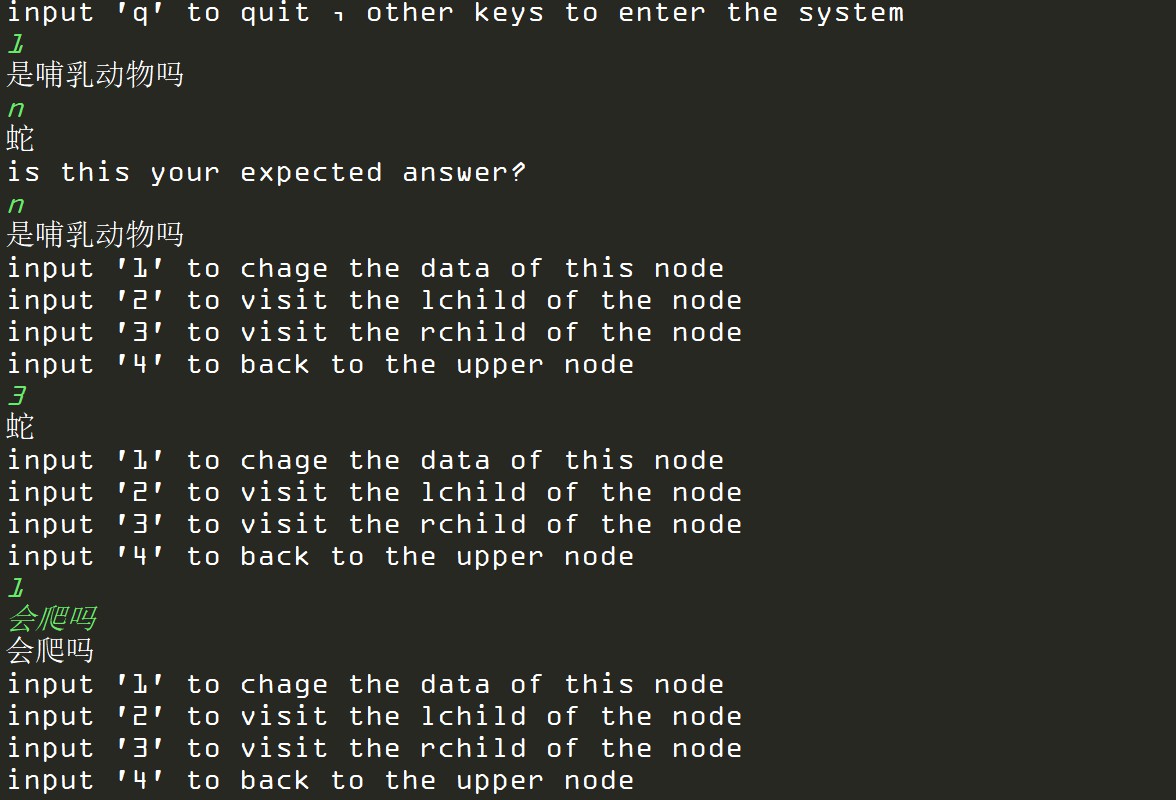 input 'q' to quit , other keys to enter the system
1
是哺乳动物吗
n
蛇
is this your expected answer?
n
是哺乳动物吗
input '1' to chage the data of this node
input '2' to visit the lchild of the node
input '3' to visit the rchild of the node
input '4' to back to the upper node
3
蛇
input '1' to chage the data of this node
input '2' to visit the lchild of the node
input '3' to visit the rchild of the node
input '4' to back to the upper node
1
会爬吗
会爬吗
input '1' to chage the data of this node
input '2' to visit the lchild of the node
input '3' to visit the rchild of the node
input '4' to back to the upper node